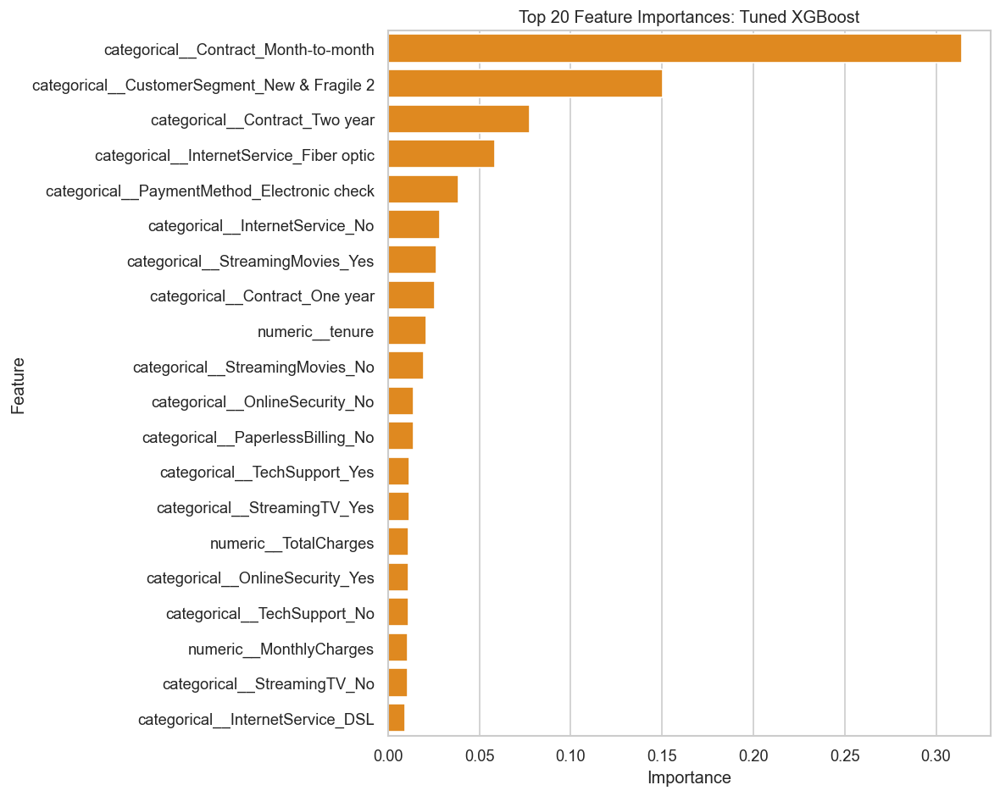 Top 20 Feature Importances: Tuned XGBoost
categorical__Contract_Month-to-month
categorical__CustomerSegment_New & Fragile 2
categorical__Contract_Two year
categorical__InternetService_Fiber optic
categorical__PaymentMethod_Electronic check
categorical__InternetService_No
categorical__StreamingMovies_Yes
categorical__Contract_One year
numeric__tenure
categorical__StreamingMovies_No
categorical__OnlineSecurity_No
categorical__PaperlessBilling_No
categorical__TechSupport_Yes
categorical__StreamingTV_Yes
numeric__TotalCharges
categorical__OnlineSecurity_Yes
categorical__TechSupport_No
numeric__MonthlyCharges
categorical__StreamingTV_No
categorical__InternetService_DSL
Feature
0.00 0.05 0.10 0.15 0.20 0.25 0.30
Importance